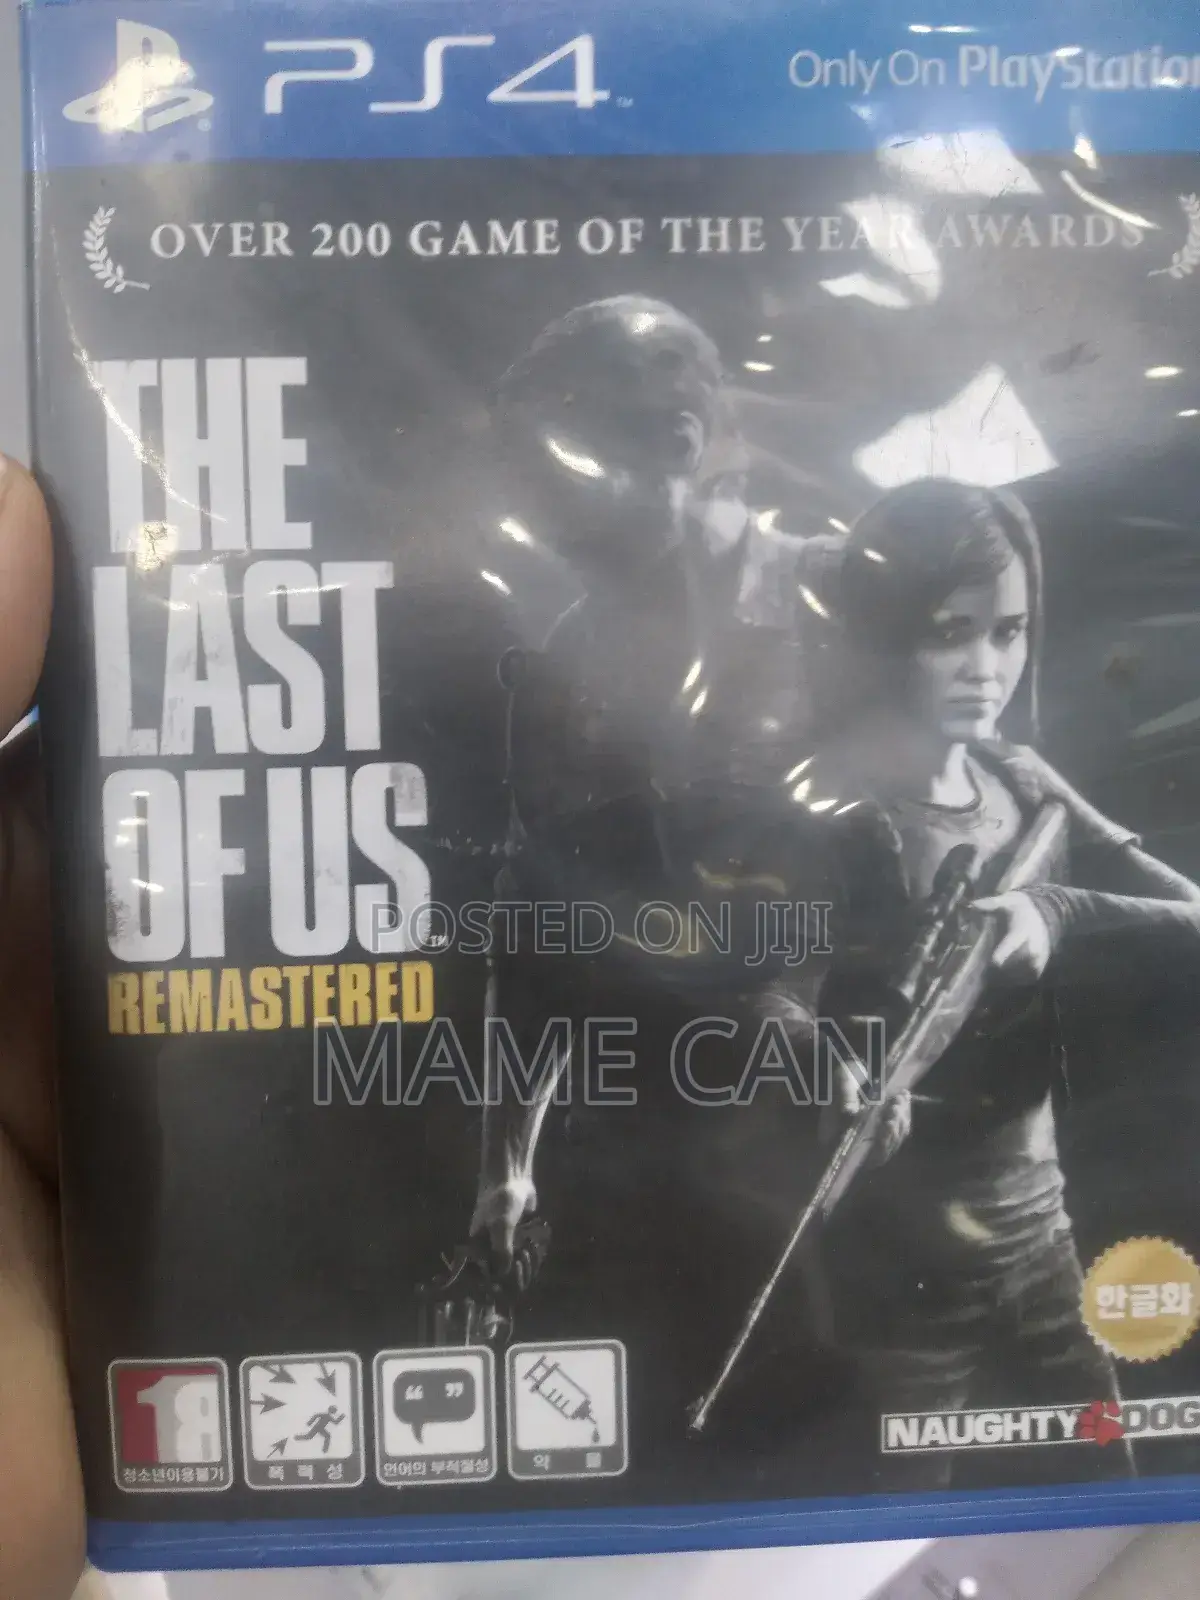 PS4™
Only On PlayStation
OVER 200 GAME OF THE YEAR AWARDS
THE
LAST
OF US™
REMASTERED
POSTED ON JIJI
MAME CAN
한글화
18
청소년이용불가
폭력성
언어의 부적절성
약물
NAUGHTY DOG